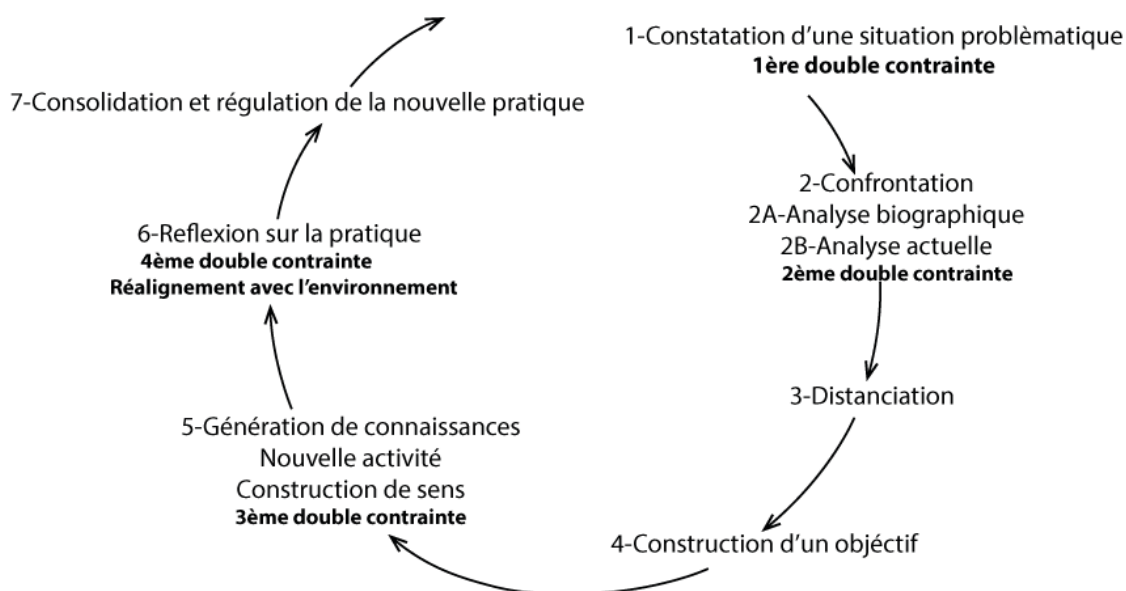 1-Constatation d'une situation problèmatique
1ère double contrainte
2-Confrontation
2A-Analyse biographique
2B-Analyse actuelle
2ème double contrainte
3-Distanciation
4-Construction d'un objéctif
5-Génération de connaissances
Nouvelle activité
Construction de sens
3ème double contrainte
6-Reflexion sur la pratique
4ème double contrainte
Réalignement avec l'environnement
7-Consolidation et régulation de la nouvelle pratique